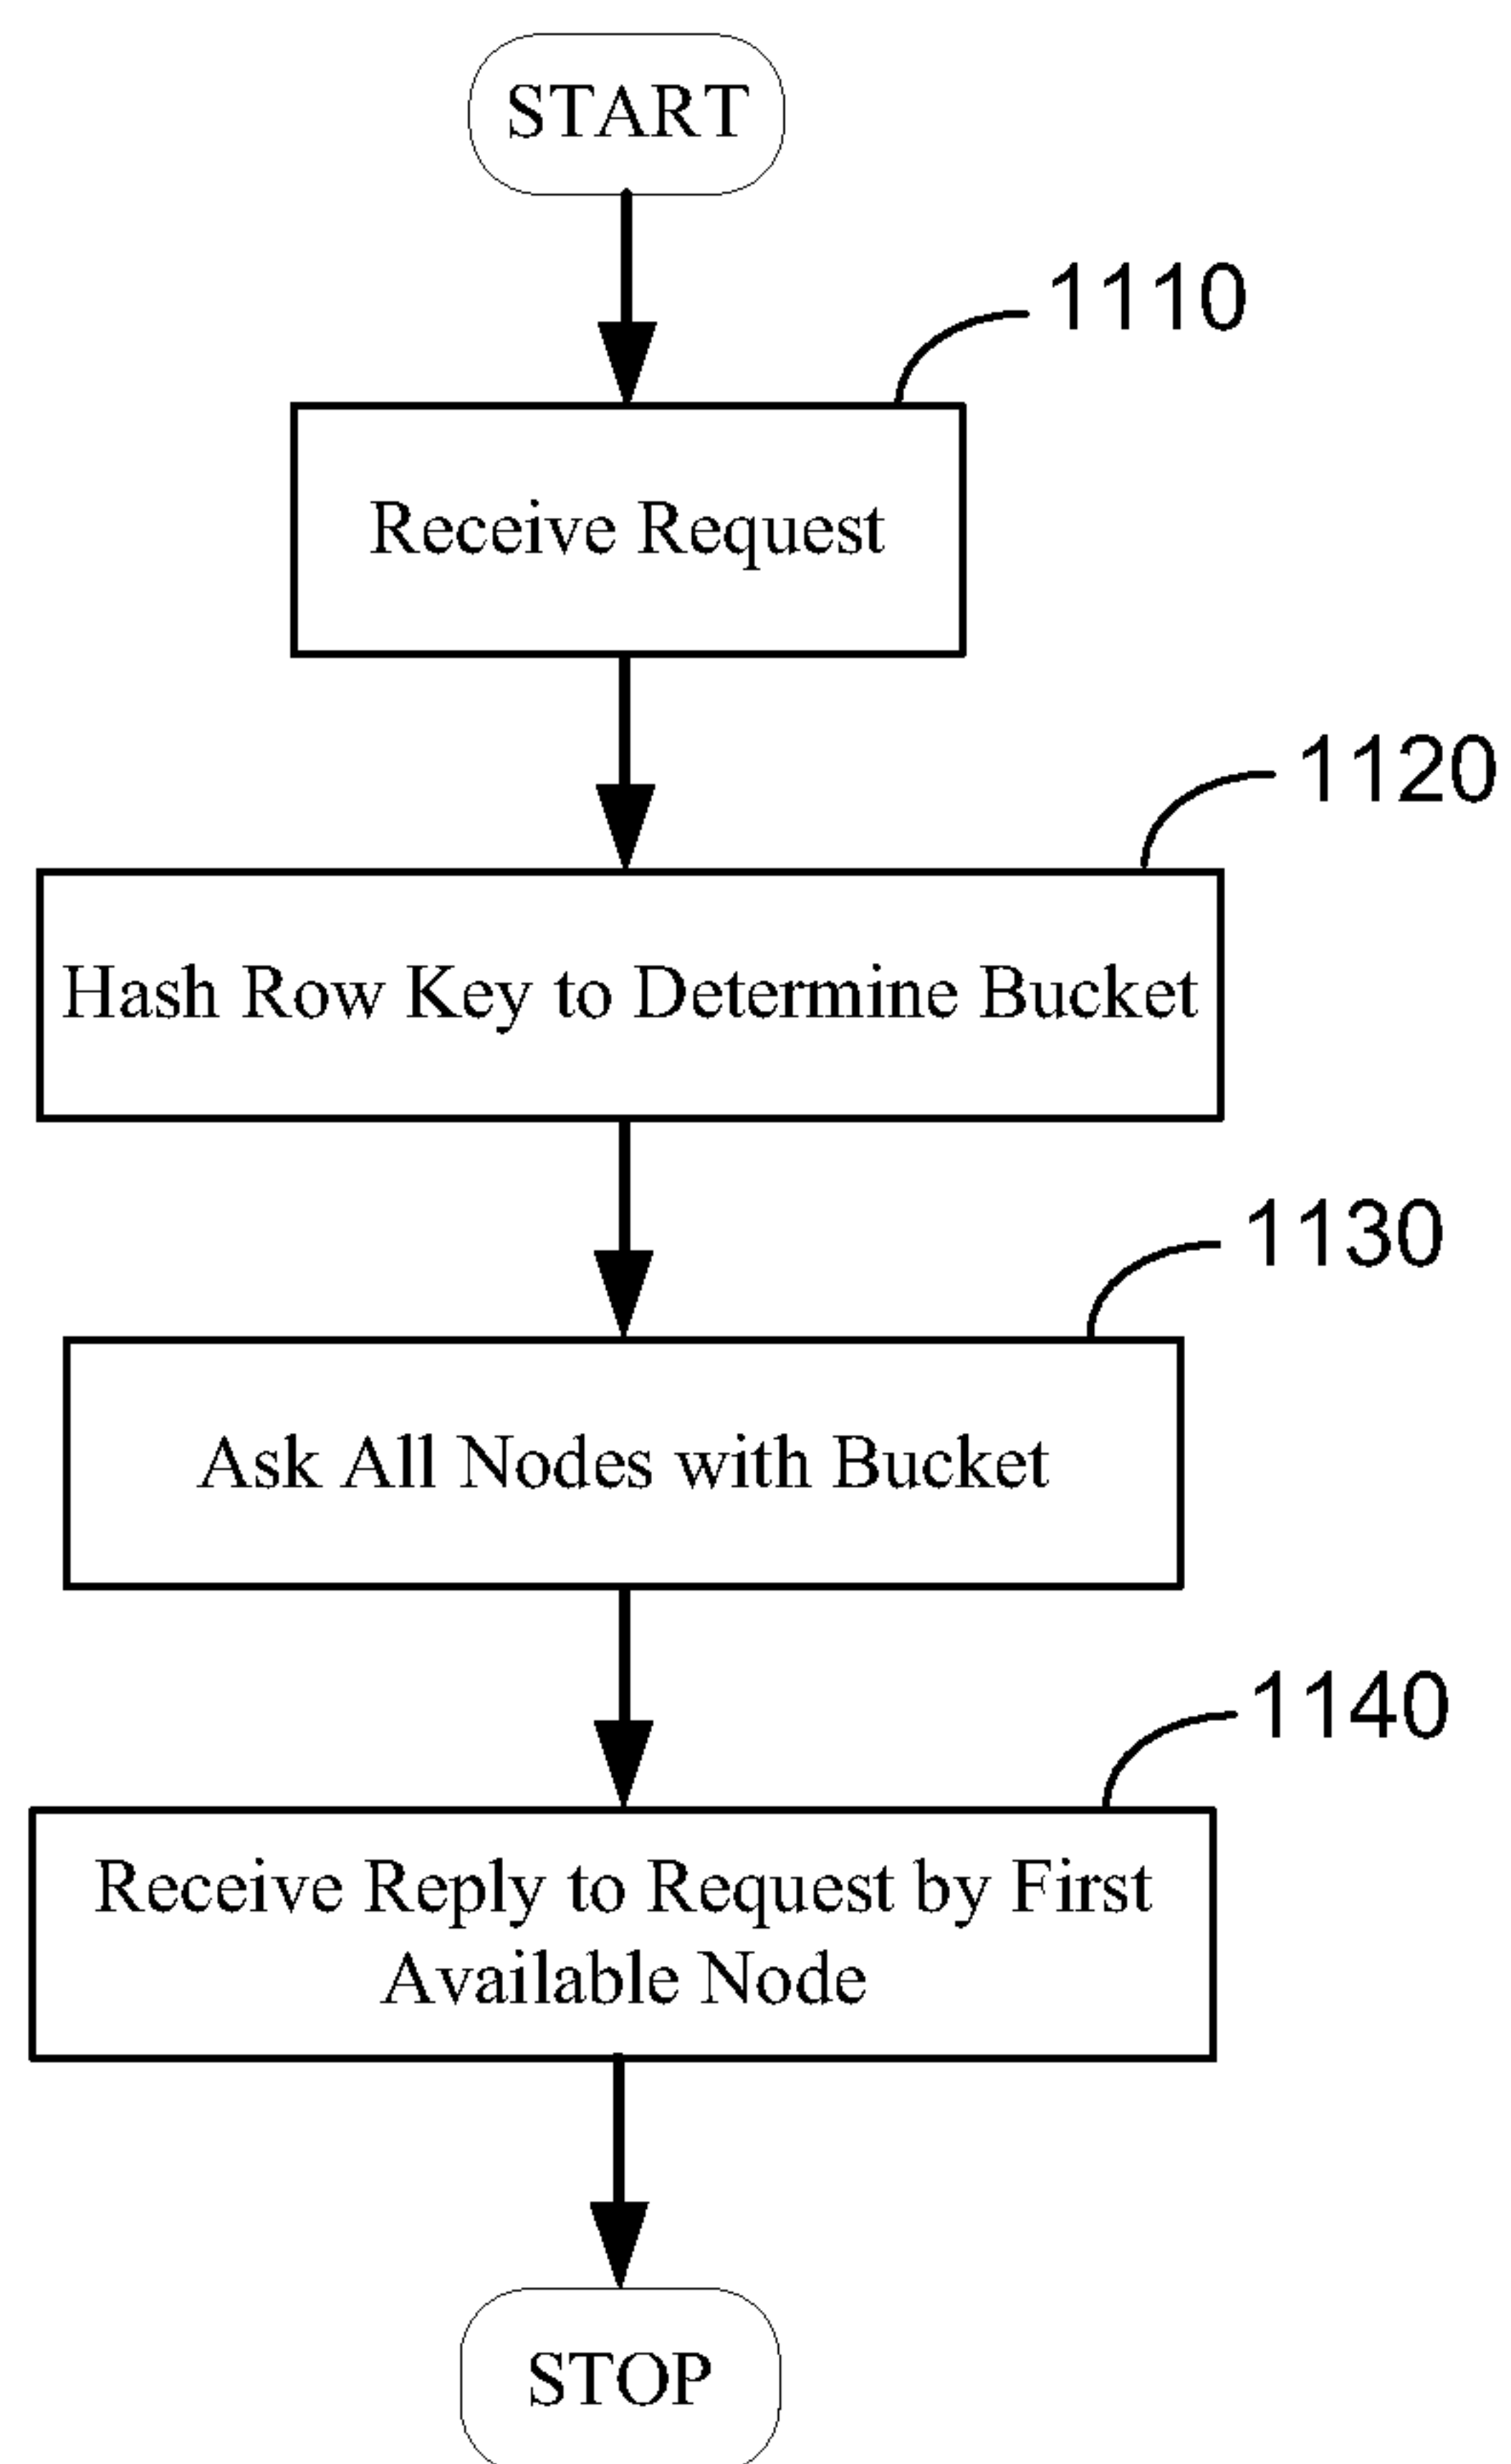 START
1110
Receive Request
1120
Hash Row Key to Determine Bucket
1130
Ask All Nodes with Bucket
1140
Receive Reply to Request by First
Available Node
STOP